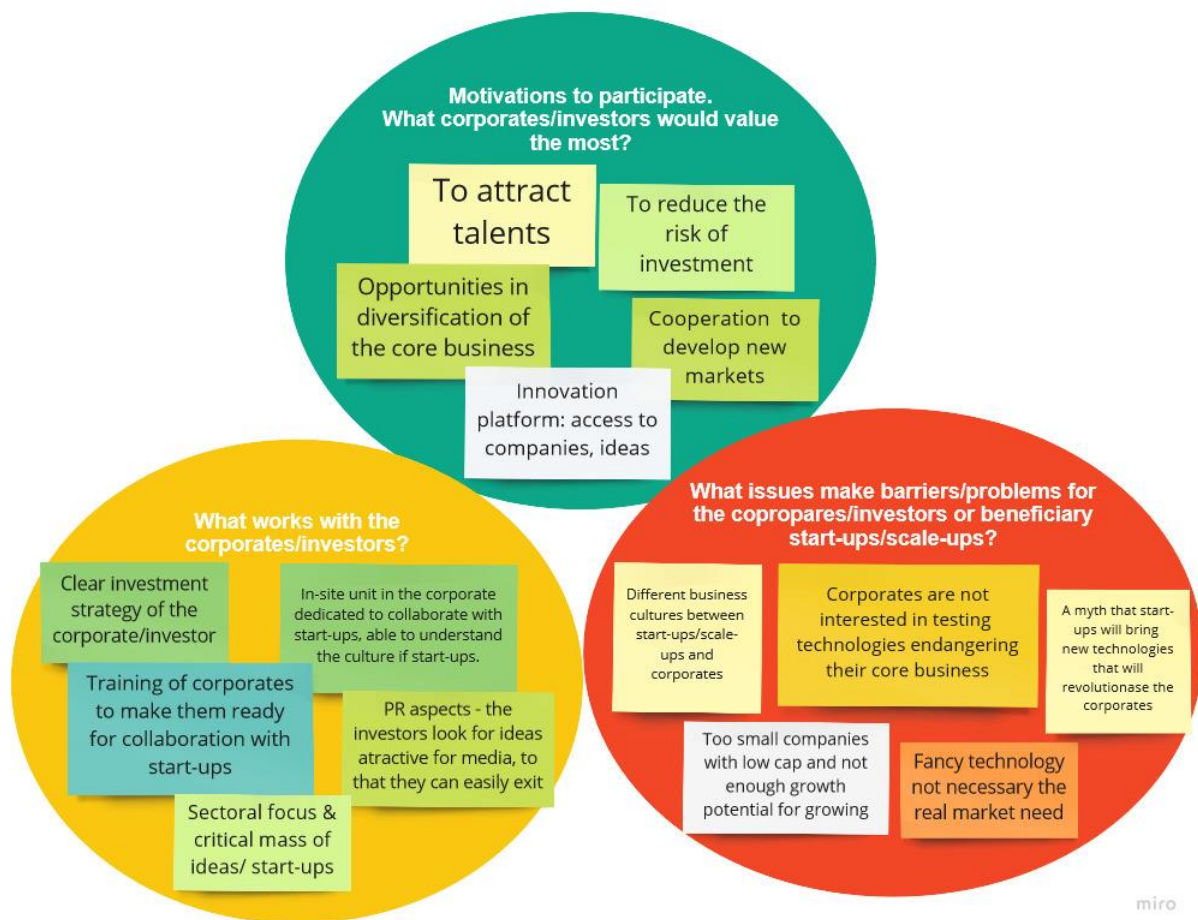 Motivations to participate.
What corporates/investors would value
the most?
To attract
talents
To reduce the
risk of
investment
Opportunities in
diversification of
the core business
Cooperation to
develop new
markets
Innovation
platform: access to
companies, ideas
What works with the
corporates/investors?
Clear investment
strategy of the
corporate/investor
In-site unit in the corporate
dedicated to collaborate with
start-ups, able to understand
the culture if start-ups.
Training of corporates
to make them ready
for collaboration with
start-ups
PR aspects - the
investors look for ideas
atractive for media, to
that they can easily exit
Sectoral focus &
critical mass of
ideas/ start-ups
What issues make barriers/problems for
the copropares/investors or beneficiary
start-ups/scale-ups?
Different business
cultures between
start-ups/scale-
ups and
corporates
Corporates are not
interested in testing
technologies endangering
their core business
A myth that start-
ups will bring
new technologies
that will
revolutionase the
corporates
Too small companies
with low cap and not
enough growth
potential for growing
Fancy technology
not necessary the
real market need
miro